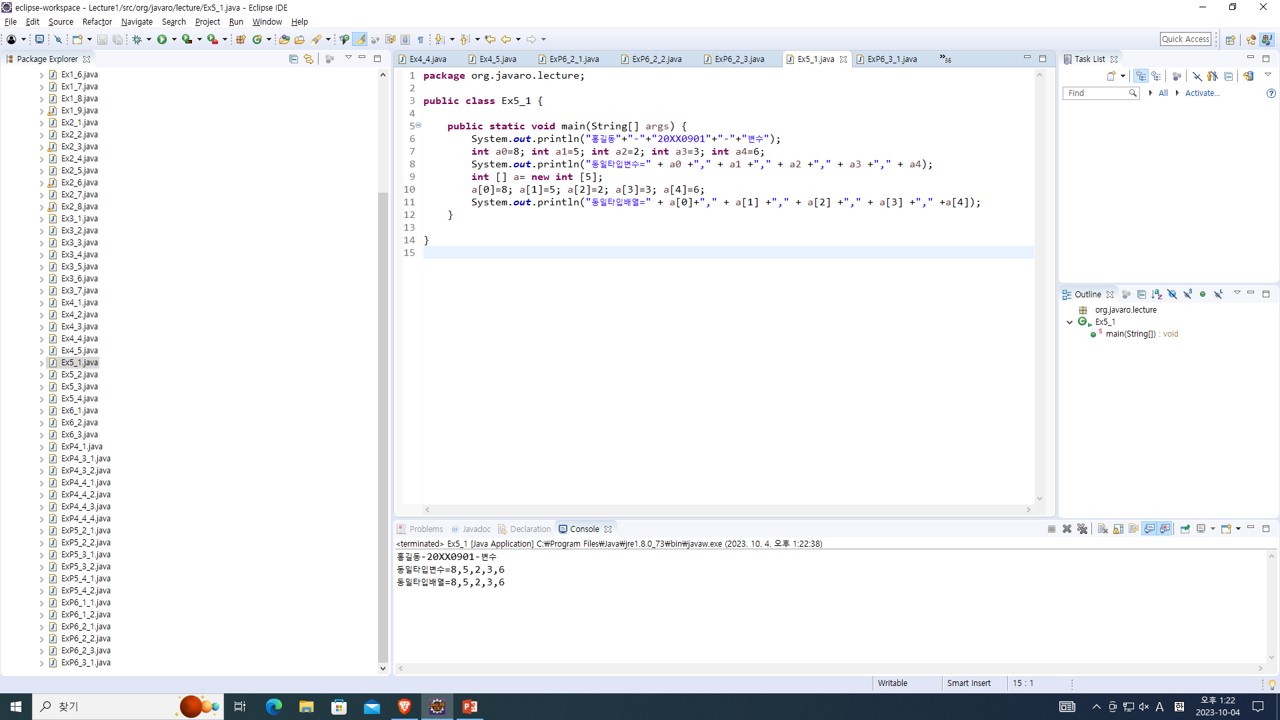 eclipse-workspace - Lecture1/src/org/javaro/lecture/Ex5_1.java - Eclipse IDE
File Edit Source Refactor Navigate Search Project Run Window Help
Quick Access
Package Explorer
Ex1_6.java
Ex1_7.java
Ex1_8.java
Ex1_9.java
Ex2_1.java
Ex2_2.java
Ex2_3.java
Ex2_4.java
Ex2_5.java
Ex2_6.java
Ex2_7.java
Ex2_8.java
Ex3_1.java
Ex3_2.java
Ex3_3.java
Ex3_4.java
Ex3_5.java
Ex3_6.java
Ex3_7.java
Ex4_1.java
Ex4_2.java
Ex4_3.java
Ex4_4.java
Ex4_5.java
Ex5_1.java
Ex5_2.java
Ex5_3.java
Ex5_4.java
Ex6_1.java
Ex6_2.java
Ex6_3.java
ExP4_1.java
ExP4_3_1.java
ExP4_3_2.java
ExP4_4_1.java
ExP4_4_2.java
ExP4_4_3.java
ExP4_4_4.java
ExP5_2_1.java
ExP5_2_2.java
ExP5_3_1.java
ExP5_3_2.java
ExP5_4_1.java
ExP5_4_2.java
ExP6_1_1.java
ExP6_1_2.java
ExP6_2_1.java
ExP6_2_2.java
ExP6_2_3.java
ExP6_3_1.java
Ex4_4.java Ex4_5.java ExP6_2_1.java ExP6_2_2.java ExP6_2_3.java Ex5_1.java ExP6_3_1.java »36
1 package org.javaro.lecture;
2
3 public class Ex5_1 {
4
5 public static void main(String[] args) {
6 System.out.println("홍길동"+"-"+"20XX0901"+"-"+"변수");
7 int a0=8; int a1=5; int a2=2; int a3=3; int a4=6;
8 System.out.println("동일타입변수=" + a0 +"," + a1 +"," + a2 +"," + a3 +"," + a4);
9 int [] a= new int [5];
10 a[0]=8; a[1]=5; a[2]=2; a[3]=3; a[4]=6;
11 System.out.println("동일타입배열=" + a[0]+"," + a[1] +"," + a[2] +"," + a[3] +"," +a[4]);
12 }
13
14 }
15
Task List
Find All Activate...
Outline
org.javaro.lecture
Ex5_1
main(String[]) : void
Problems Javadoc Declaration Console
<terminated> Ex5_1 [Java Application] C:₩Program Files₩Java₩jre1.8.0_73₩bin₩javaw.exe (2023. 10. 4. 오후 1:22:38)
홍길동-20XX0901-변수
동일타입변수=8,5,2,3,6
동일타입배열=8,5,2,3,6
Writable Smart Insert 15 : 1
찾기
A
오후 1:22
2023-10-04